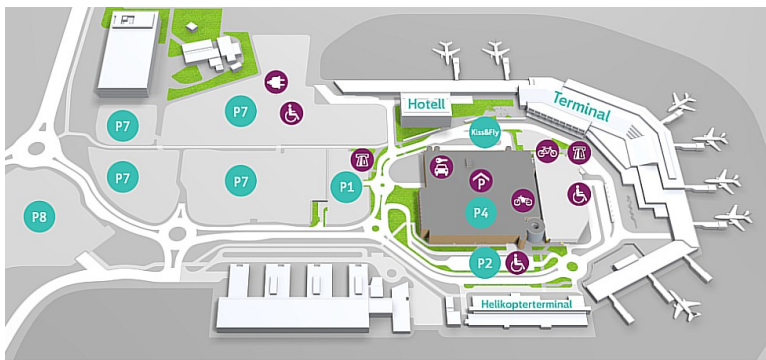 Hotell
Terminal
P7
P7
Kiss&Fly
P7
P7
P1
P
P8
P4
P2
Helikopterterminal